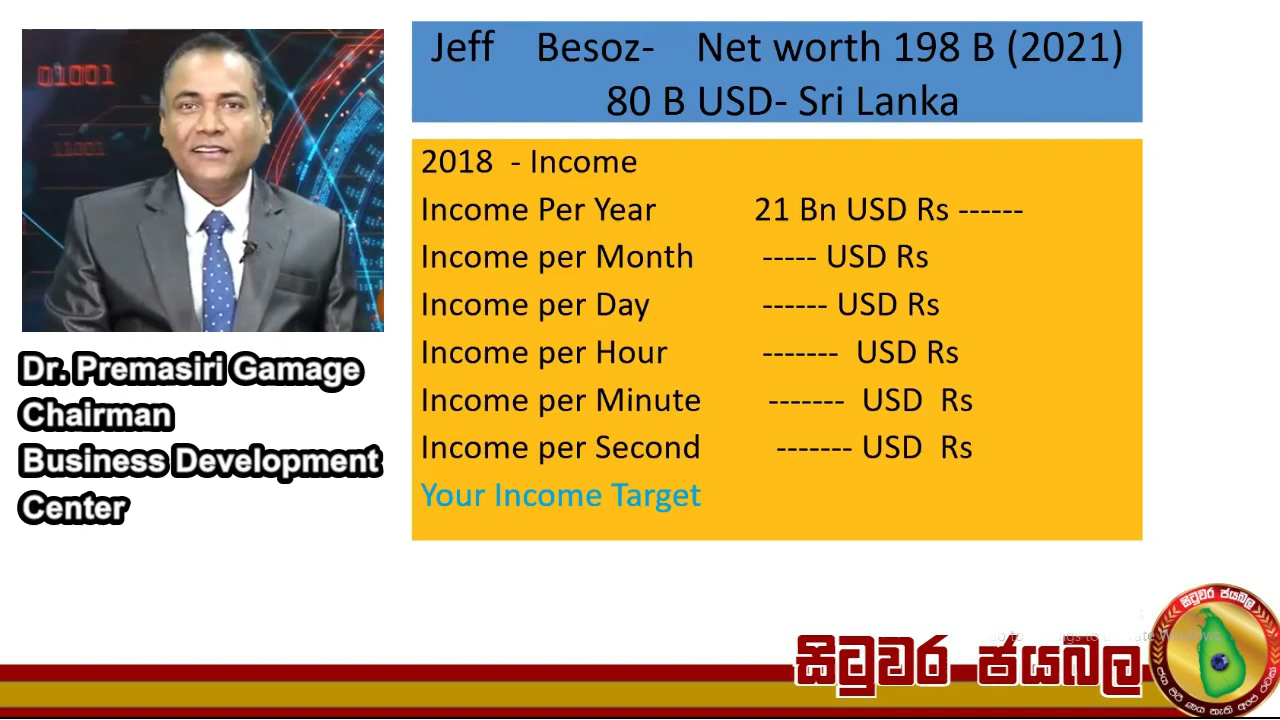 Jeff Besoz- Net worth 198 B (2021)
80 B USD- Sri Lanka
01001
11001
2018 - Income
Income Per Year 21 Bn USD Rs ------
Income per Month ----- USD Rs
Income per Day ------ USD Rs
Income per Hour ------- USD Rs
Income per Minute ------- USD Rs
Income per Second ------- USD Rs
Your Income Target
Dr. Premasiri Gamage
Chairman
Business Development
Center
සිටුවර ජයබල
සිටුවර ජයබල